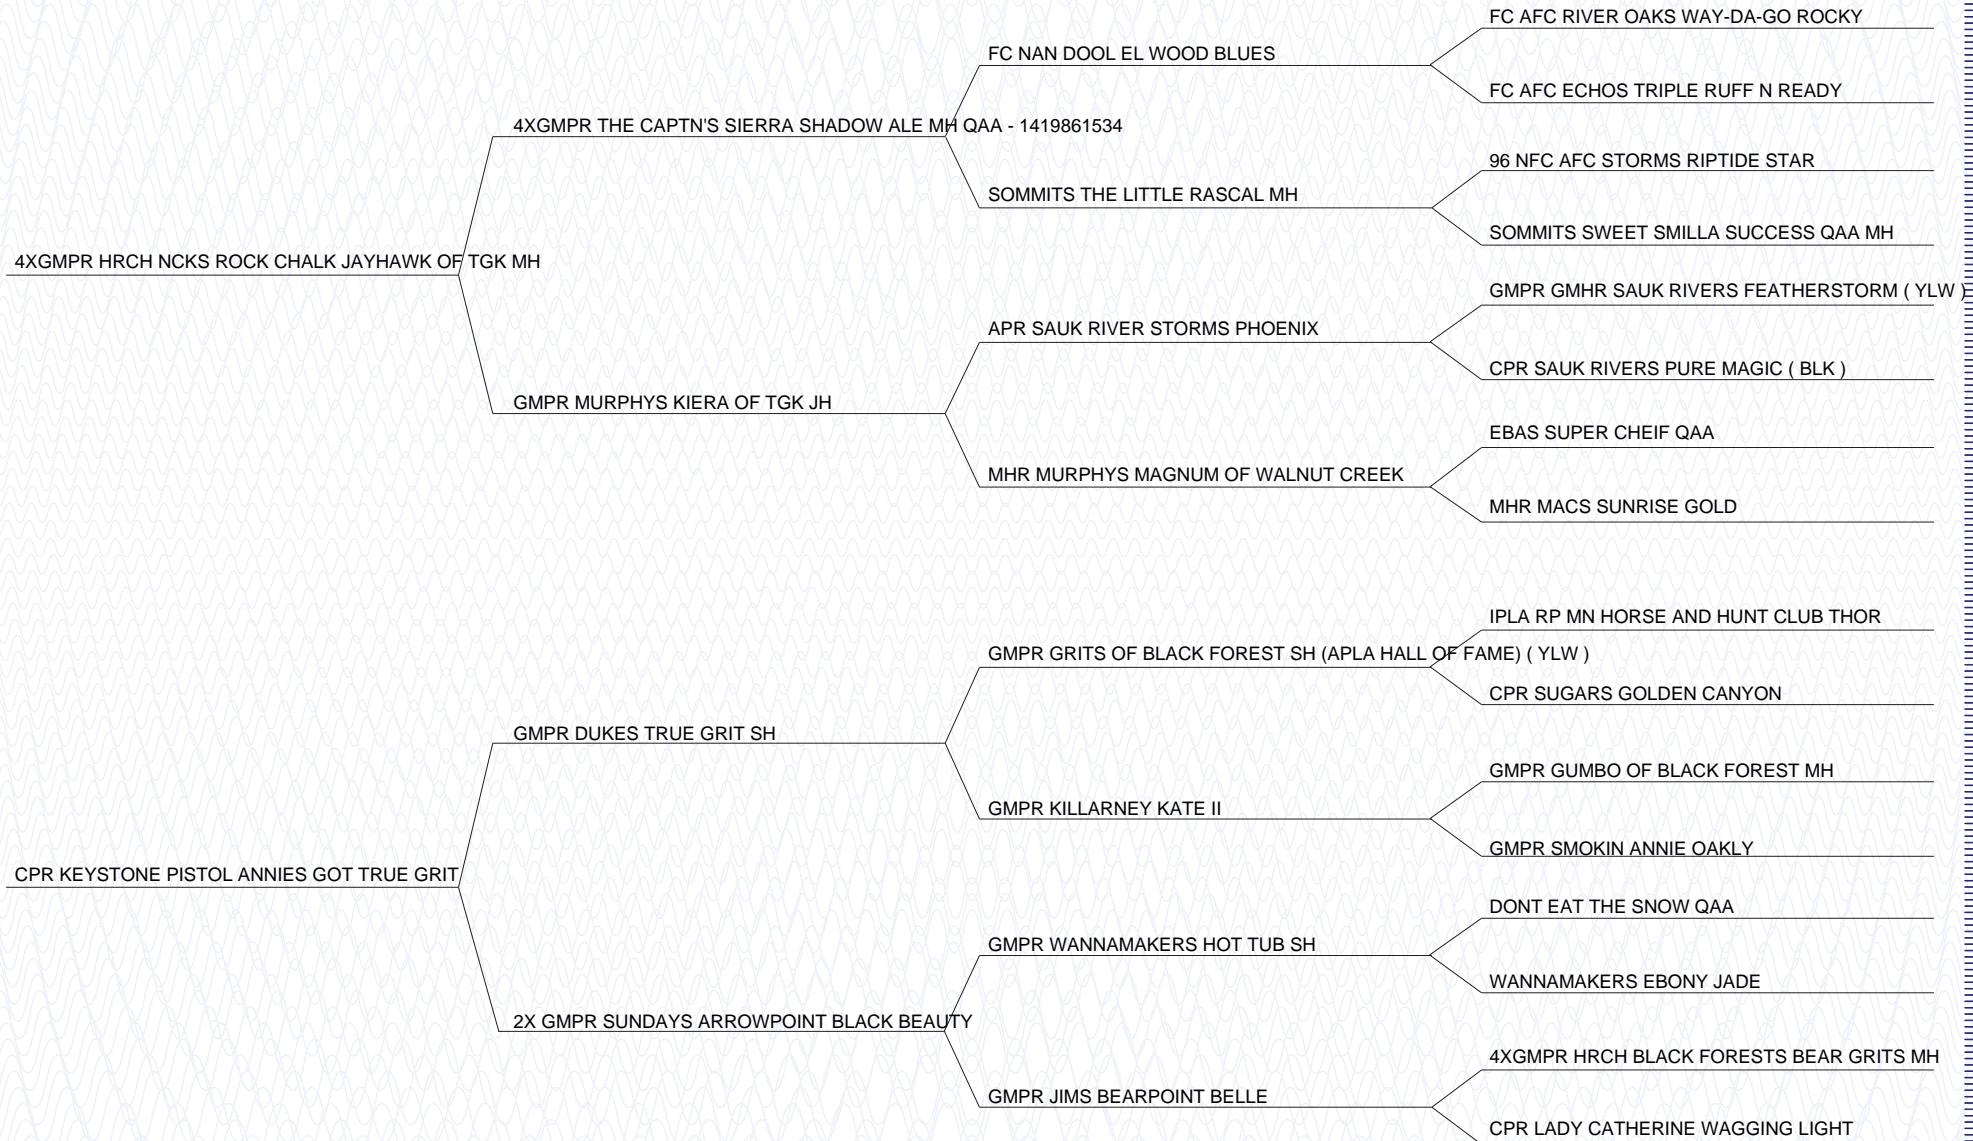 FC AFC RIVER OAKS WAY-DA-GO ROCKY
FC NAN DOOL EL WOOD BLUES
FC AFC ECHOS TRIPLE RUFF N READY
4XGMPR THE CAPTN'S SIERRA SHADOW ALE MH QAA - 1419861534
96 NFC AFC STORMS RIPTIDE STAR
SOMMITS THE LITTLE RASCAL MH
SOMMITS SWEET SMILLA SUCCESS QAA MH
4XGMPR HRCH NCKS ROCK CHALK JAYHAWK OF TGK MH
GMPR GMHR SAUK RIVERS FEATHERSTORM ( YLW )
APR SAUK RIVER STORMS PHOENIX
CPR SAUK RIVERS PURE MAGIC ( BLK )
GMPR MURPHYS KIERA OF TGK JH
EBAS SUPER CHEIF QAA
MHR MURPHYS MAGNUM OF WALNUT CREEK
MHR MACS SUNRISE GOLD
IPLA RP MN HORSE AND HUNT CLUB THOR
GMPR GRITS OF BLACK FOREST SH (APLA HALL OF FAME) ( YLW )
CPR SUGARS GOLDEN CANYON
GMPR DUKES TRUE GRIT SH
GMPR GUMBO OF BLACK FOREST MH
GMPR KILLARNEY KATE II
GMPR SMOKIN ANNIE OAKLY
CPR KEYSTONE PISTOL ANNIES GOT TRUE GRIT
DONT EAT THE SNOW QAA
GMPR WANNAMAKERS HOT TUB SH
WANNAMAKERS EBONY JADE
2X GMPR SUNDAYS ARROWPOINT BLACK BEAUTY
4XGMPR HRCH BLACK FORESTS BEAR GRITS MH
GMPR JIMS BEARPOINT BELLE
CPR LADY CATHERINE WAGGING LIGHT